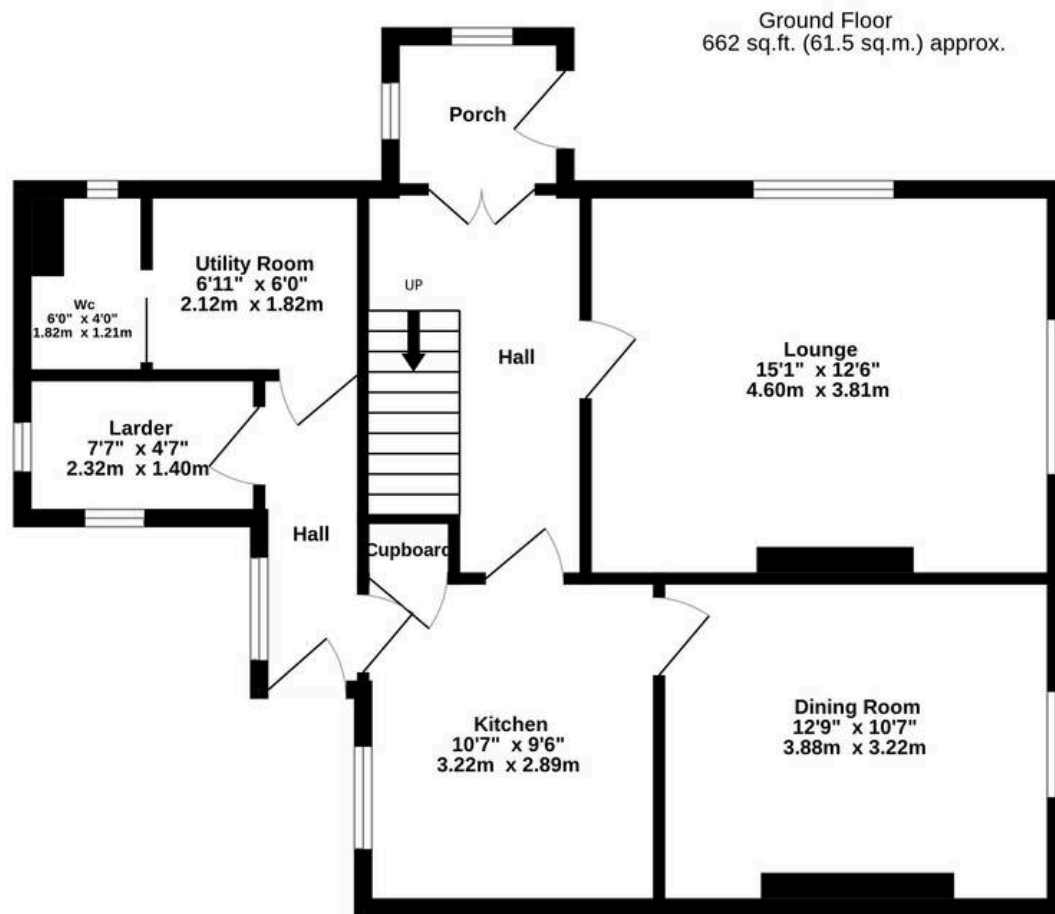 Ground Floor
662 sq.ft. (61.5 sq.m.) approx.
Porch
Utility Room
6'11" x 6'0"
2.12m x 1.82m
Wc
6'0" x 4'0"
1.82m x 1.21m
UP
Hall
Lounge
15'1" x 12'6"
4.60m x 3.81m
Larder
7'7" x 4'7"
2.32m x 1.40m
Hall
Cupboard
Kitchen
10'7" x 9'6"
3.22m x 2.89m
Dining Room
12'9" x 10'7"
3.88m x 3.22m